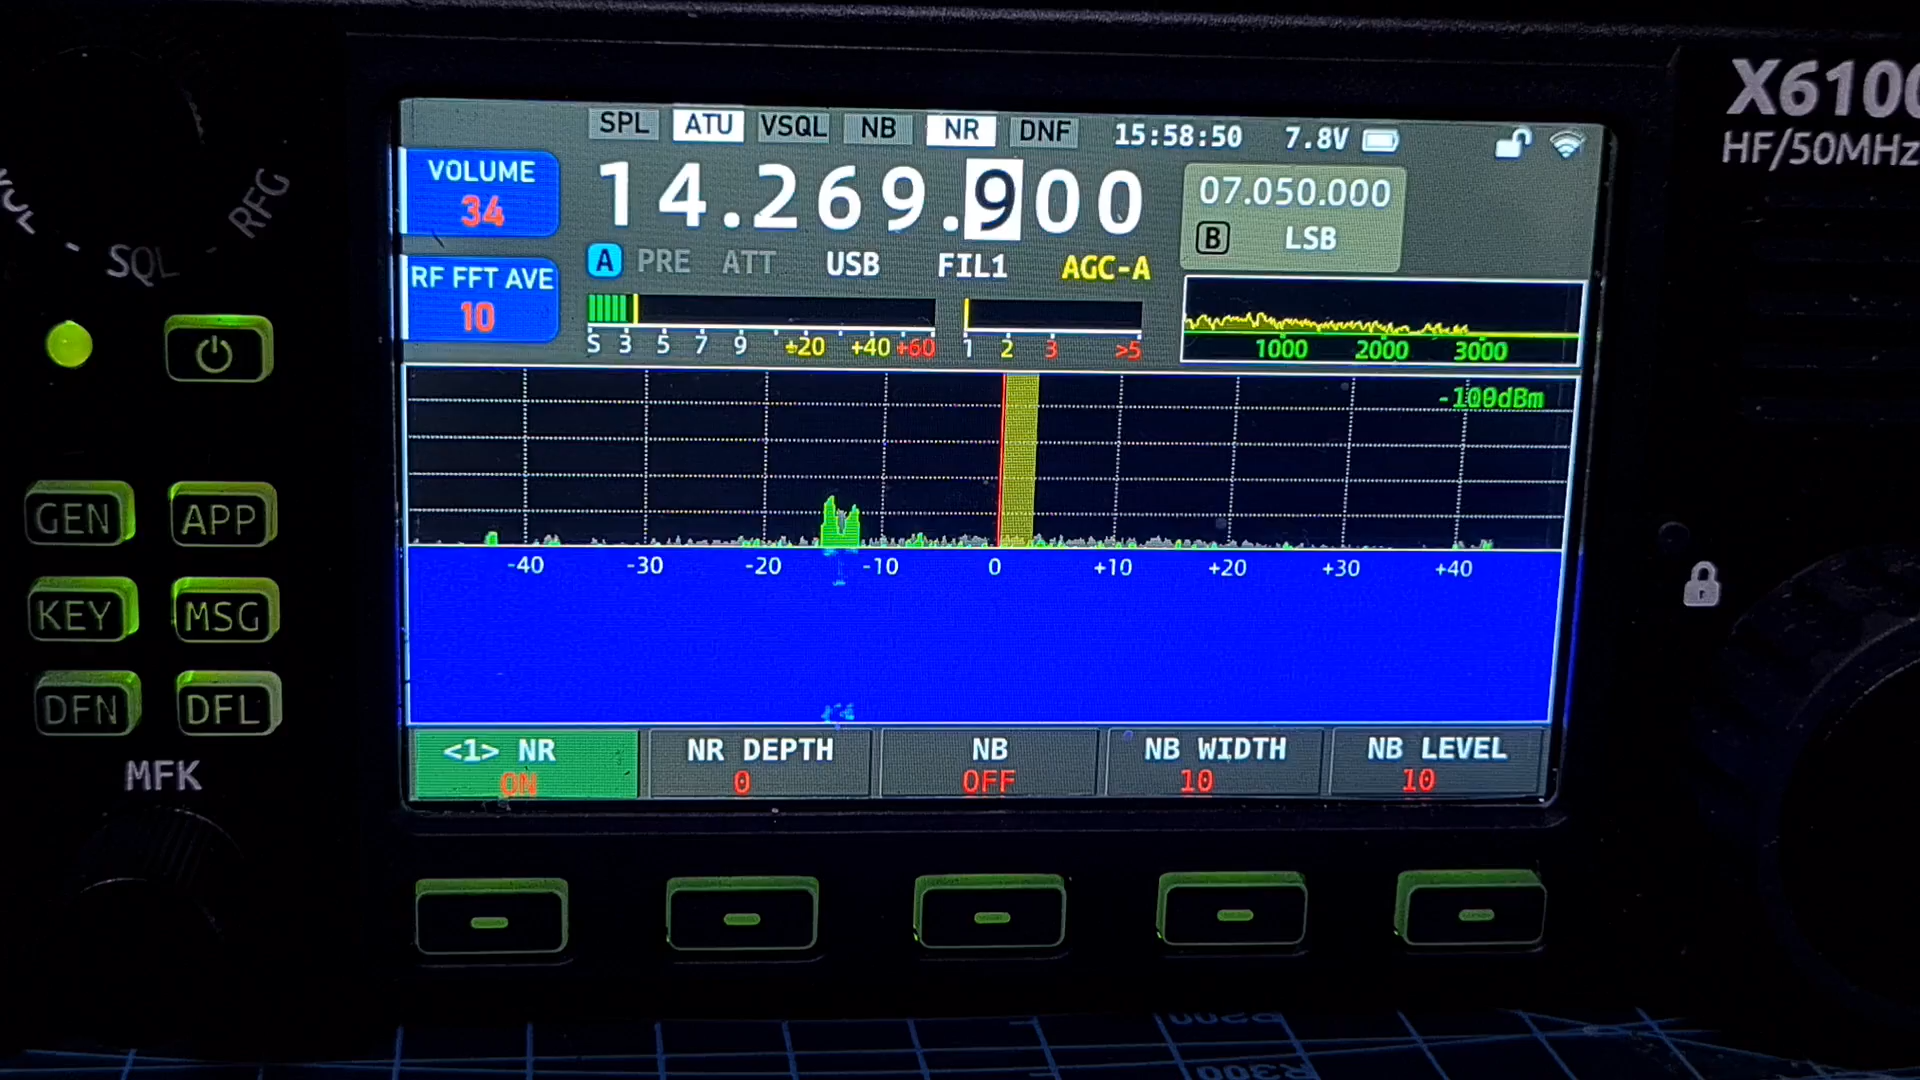 X6100
HF/50MHz
SPL ATU VSQL NB NR DNF 15:58:50 7.8V
VOLUME
34
14.269.900
07.050.000
B LSB
RFG
SQL
RF FFT AVE
10
A PRE ATT USB FIL1 AGC-A
S 3 5 7 9 +20 +40 +60
1 2 3 >5
1000 2000 3000
-100dBm
-40 -30 -20 -10 0 +10 +20 +30 +40
GEN APP
KEY MSG
DFN DFL
MFK
<1> NR
ON
NR DEPTH
0
NB
OFF
NB WIDTH
10
NB LEVEL
10
R300